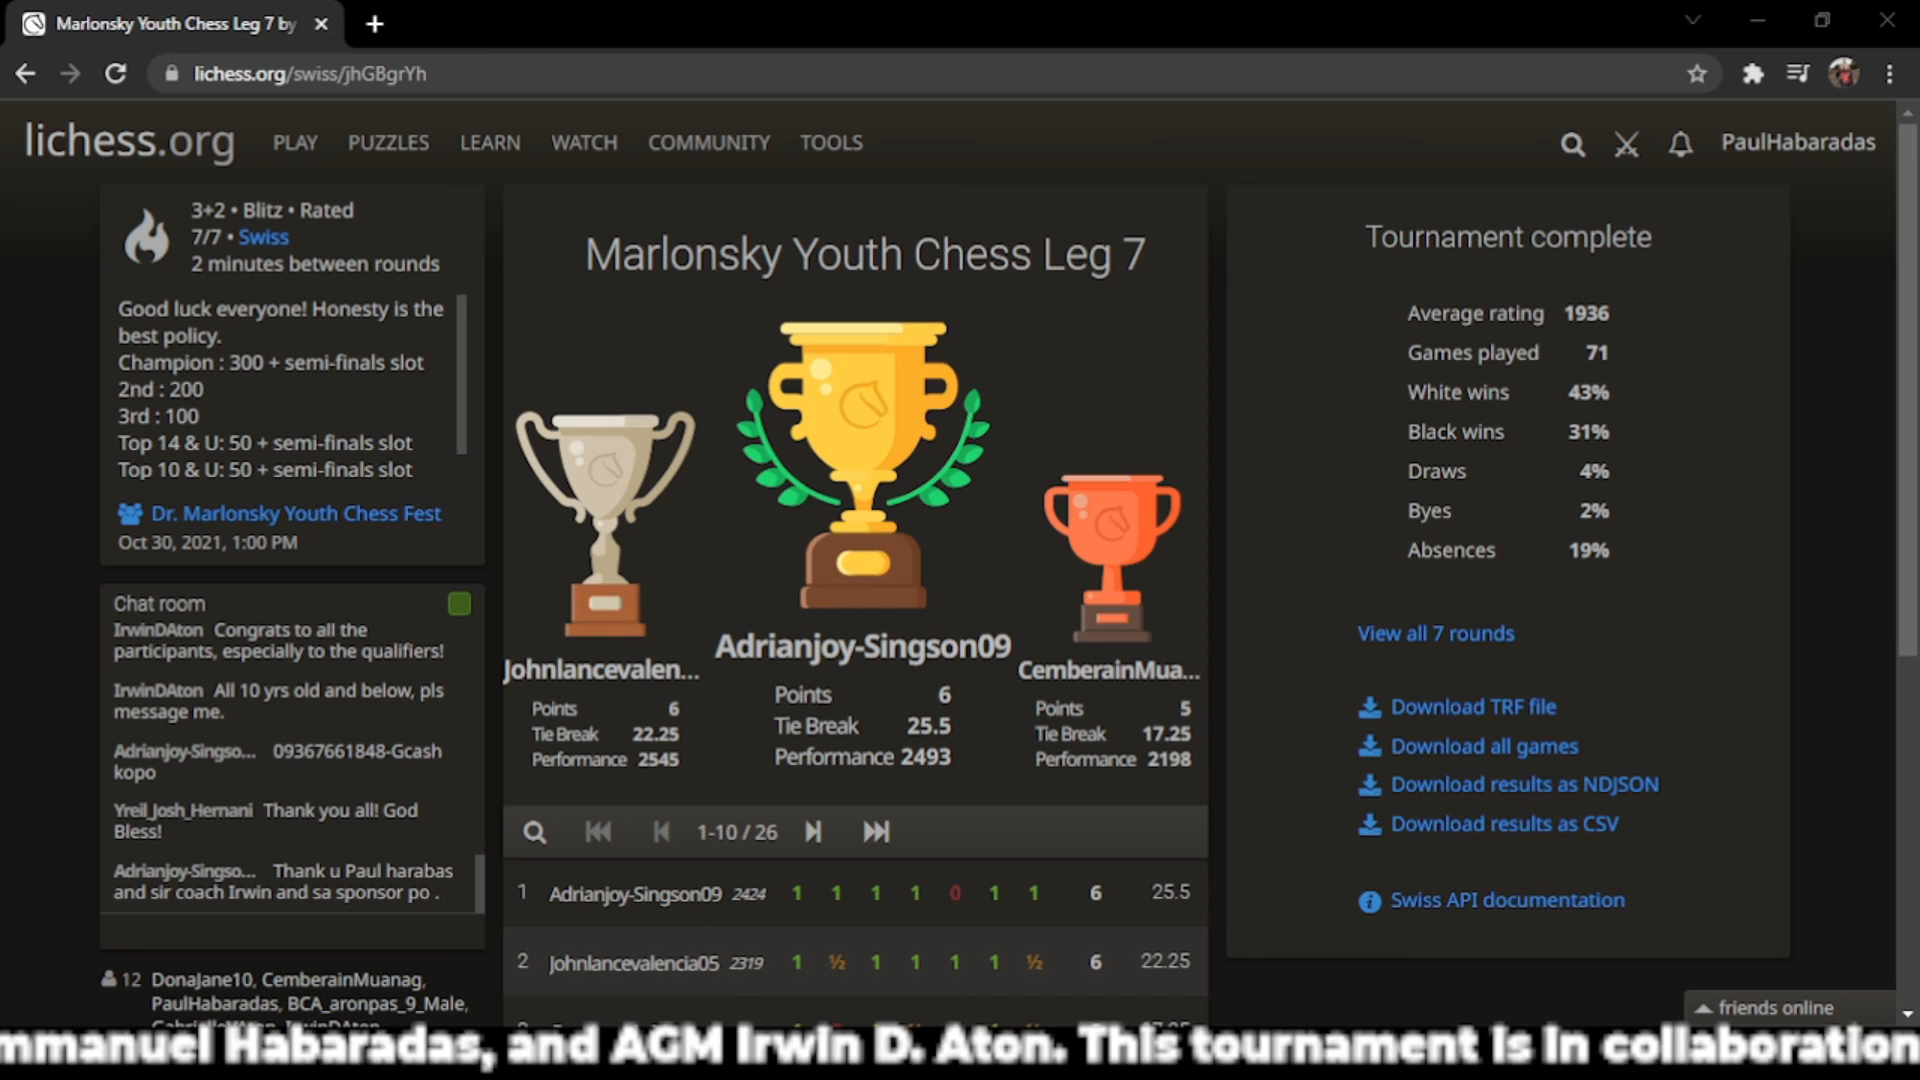 Marlonsky Youth Chess Leg 7 by
lichess.org/swiss/jhGBgrYh
lichess.org PLAY PUZZLES LEARN WATCH COMMUNITY TOOLS PaulHabaradas
3+2 • Blitz • Rated
7/7 • Swiss
2 minutes between rounds
Good luck everyone! Honesty is the
best policy.
Champion : 300 + semi-finals slot
2nd : 200
3rd : 100
Top 14 & U: 50 + semi-finals slot
Top 10 & U: 50 + semi-finals slot
Dr. Marlonsky Youth Chess Fest
Oct 30, 2021, 1:00 PM
Chat room
IrwinDAton Congrats to all the
participants, especially to the qualifiers!
IrwinDAton All 10 yrs old and below, pls
message me.
Adrianjoy-Singso... 09367661848-Gcash
kopo
Yreil_Josh_Hernani Thank you all! God
Bless!
Adrianjoy-Singso... Thank u Paul harabas
and sir coach Irwin and sa sponsor po .
12 DonaJane10, CemberainMuanag,
PaulHabaradas, BCA_aronpas_9_Male,
Marlonsky Youth Chess Leg 7
Johnlancevalen...
Points 6
Tie Break 22.25
Performance 2545
Adrianjoy-Singson09
Points 6
Tie Break 25.5
Performance 2493
CemberainMua...
Points 5
Tie Break 17.25
Performance 2198
1-10 / 26
1 Adrianjoy-Singson09 2424 1 1 1 1 0 1 1 6 25.5
2 Johnlancevalencia05 2319 1 ½ 1 1 1 1 ½ 6 22.25
Tournament complete
Average rating 1936
Games played 71
White wins 43%
Black wins 31%
Draws 4%
Byes 2%
Absences 19%
View all 7 rounds
Download TRF file
Download all games
Download results as NDJSON
Download results as CSV
Swiss API documentation
friends online
mmanuel Habaradas, and AGM Irwin D. Aton. This tournament is in collaboration